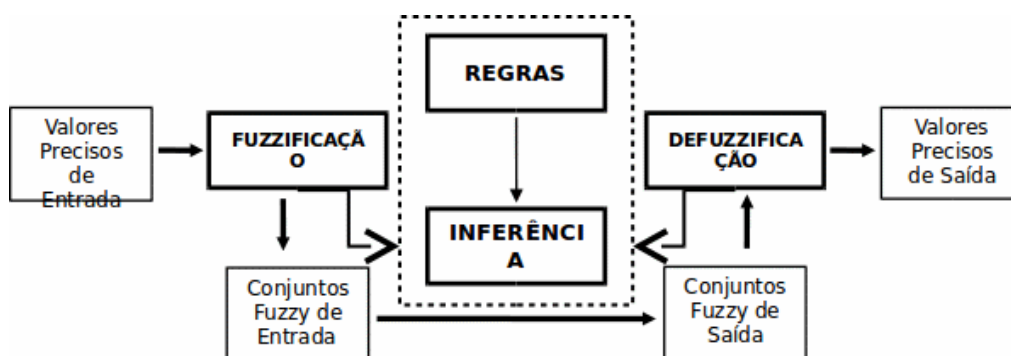 REGRAS
Valores
Precisos
de
Entrada
FUZZIFICAÇÃ
O
DEFUZZIFICA
ÇÃO
Valores
Precisos
de Saída
INFERÊNCI
A
Conjuntos
Fuzzy de
Entrada
Conjuntos
Fuzzy de
Saída